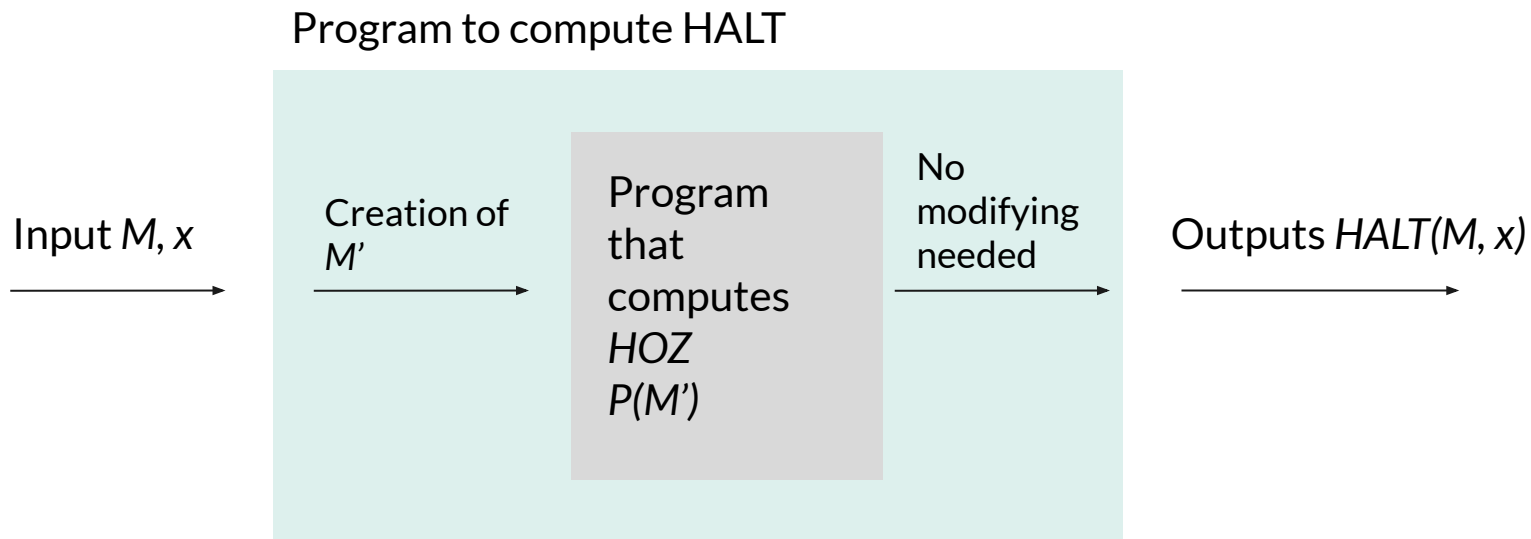 Program to compute HALT
Input M, x
Creation of
M’
Program
that
computes
HOZ
P(M’)
No
modifying
needed
Outputs HALT(M, x)